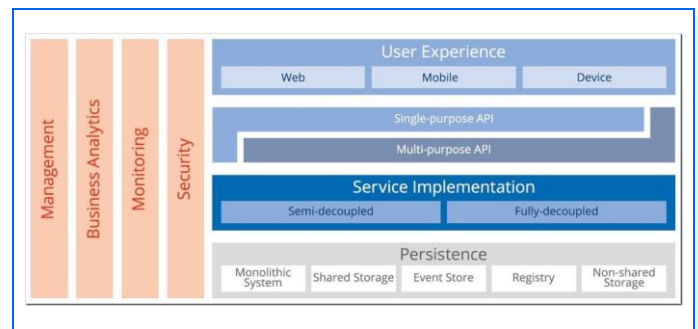 Management
Business Analytics
Monitoring
Security
User Experience
Web Mobile Device
Single-purpose API
Multi-purpose API
Service Implementation
Semi-decoupled Fully-decoupled
Persistence
Monolithic
System
Shared Storage
Event Store
Registry
Non-shared
Storage